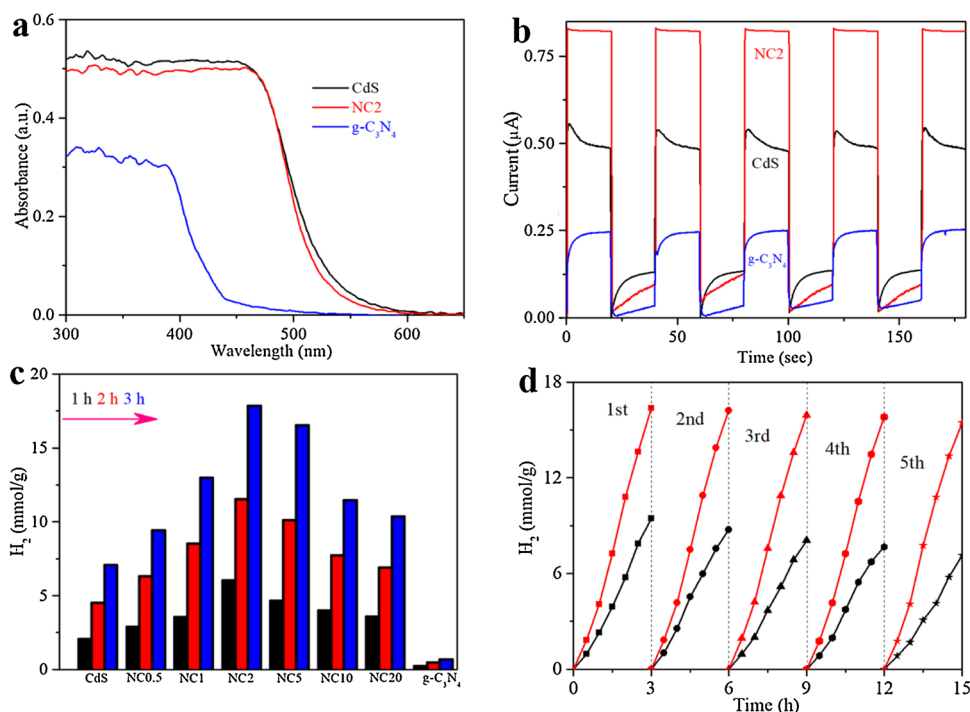 a
0.6
0.4
0.2
0.0
Absorbance (a.u.)
CdS
NC2
g-C₃N₄
300 400 500 600
Wavelength (nm)
b
0.75
0.50
0.25
0.00
Current (μA)
NC2
CdS
g-C₃N₄
0 50 100 150
Time (sec)
c
20
15
10
5
0
H₂ (mmol/g)
1 h 2 h 3 h
CdS NC0.5 NC1 NC2 NC5 NC10 NC20 g-C₃N₄
d
18
12
6
0
H₂ (mmol/g)
1st 2nd 3rd 4th 5th
0 3 6 9 12 15
Time (h)